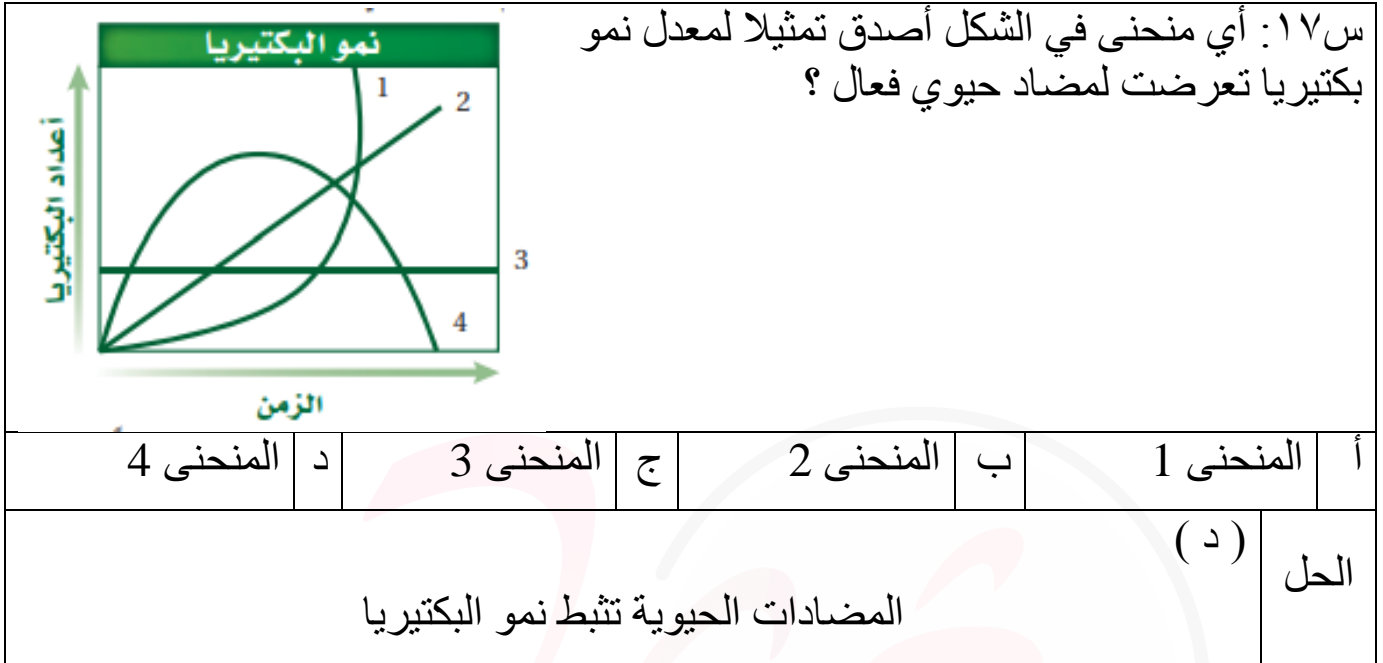 س١٧: أي منحنى في الشكل أصدق تمثيلا لمعدل نمو
بكتيريا تعرضت لمضاد حيوي فعال ؟
نمو البكتيريا
أعداد البكتيريا
1
2
3
4
الزمن
أ المنحنى 1 ب المنحنى 2 ج المنحنى 3 د المنحنى 4
الحل
( د )
المضادات الحيوية تثبط نمو البكتيريا